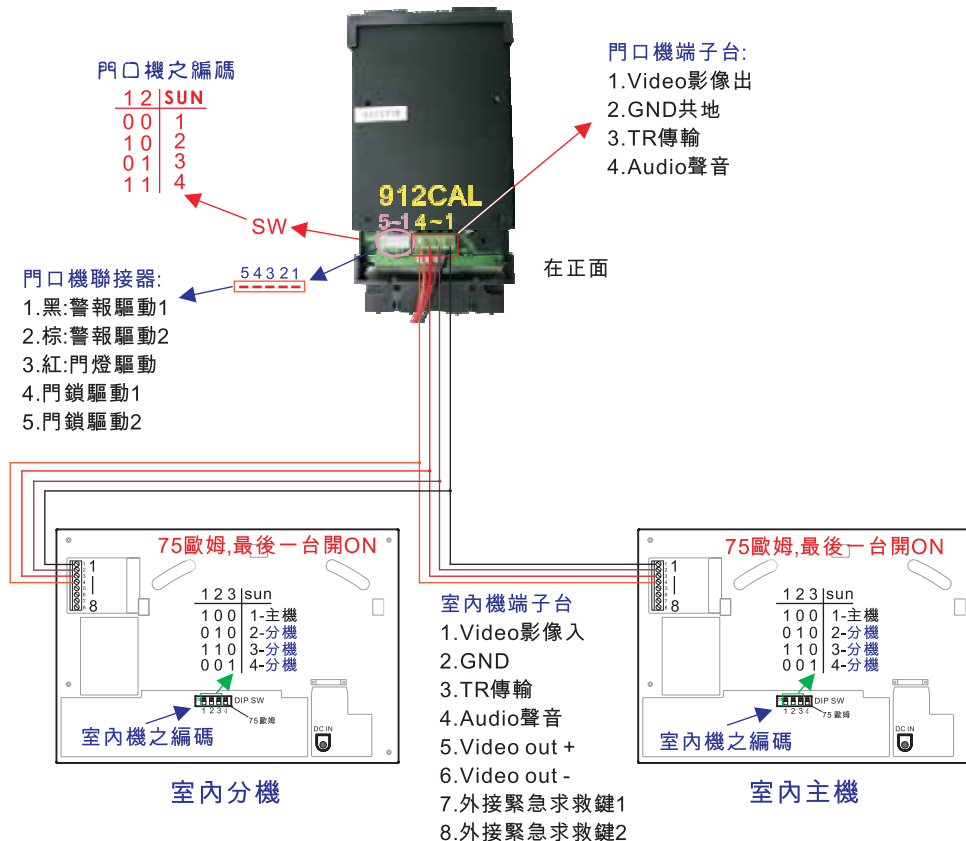 門口機之編碼
1 2 SUN
0 0 1
1 0 2
0 1 3
1 1 4
SW
912CAL
5~1 4~1
門口機端子台:
1.Video影像出
2.GND共地
3.TR傳輸
4.Audio聲音
在正面
門口機聯接器:
5 4 3 2 1
1.黑:警報驅動1
2.棕:警報驅動2
3.紅:門燈驅動
4.門鎖驅動1
5.門鎖驅動2
75歐姆,最後一台開ON
1
8
1 2 3 sun
1 0 0 1-主機
0 1 0 2-分機
1 1 0 3-分機
0 0 1 4-分機
DIP SW
1 2 3 4
75 歐姆
室內機之編碼
DC IN
室內分機
室內機端子台
1.Video影像入
2.GND
3.TR傳輸
4.Audio聲音
5.Video out +
6.Video out -
7.外接緊急求救鍵1
8.外接緊急求救鍵2
75歐姆,最後一台開ON
1
8
1 2 3 sun
1 0 0 1-主機
0 1 0 2-分機
1 1 0 3-分機
0 0 1 4-分機
DIP SW
1 2 3 4
75 歐姆
室內機之編碼
DC IN
室內主機